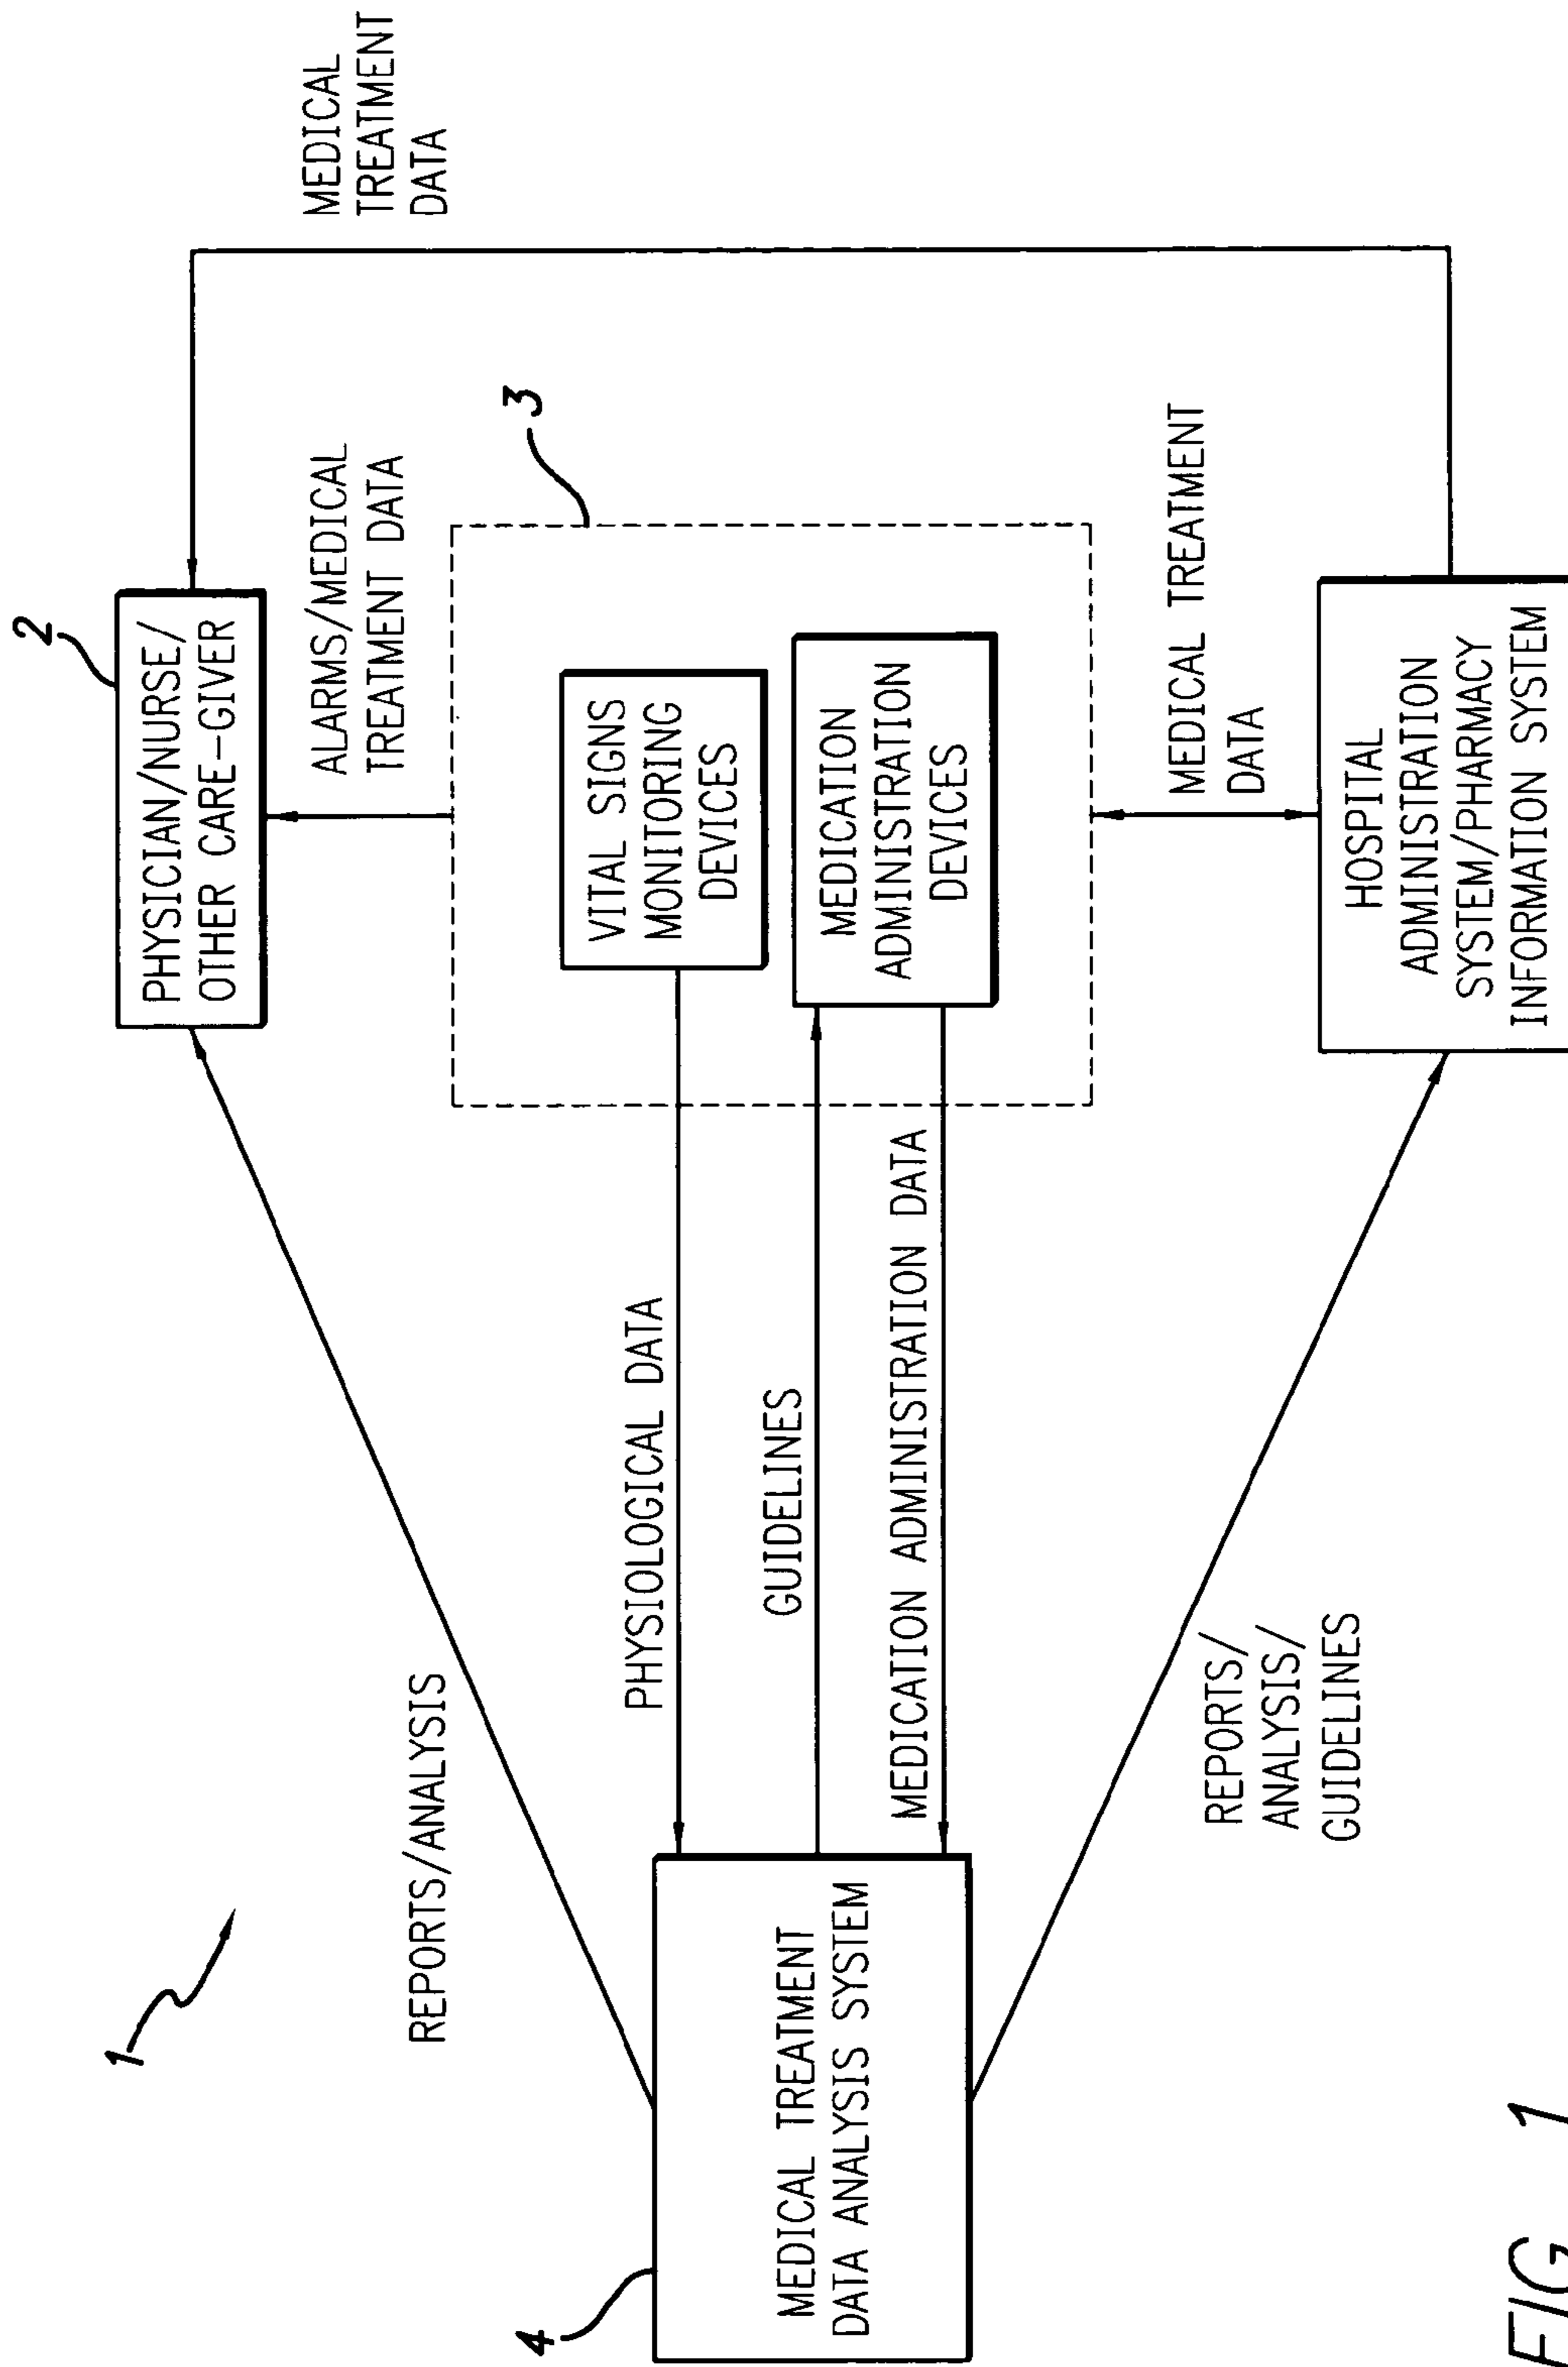 1
2
PHYSICIAN/NURSE/
OTHER CARE-GIVER
MEDICAL
TREATMENT
DATA
REPORTS/ANALYSIS
ALARMS/MEDICAL
TREATMENT DATA
3
VITAL SIGNS
MONITORING
DEVICES
PHYSIOLOGICAL DATA
4
MEDICAL TREATMENT
DATA ANALYSIS SYSTEM
GUIDELINES
MEDICATION
ADMINISTRATION
DEVICES
MEDICATION ADMINISTRATION DATA
MEDICAL TREATMENT
DATA
REPORTS/
ANALYSIS/
GUIDELINES
HOSPITAL
ADMINISTRATION
SYSTEM/PHARMACY
INFORMATION SYSTEM
FIG. 1